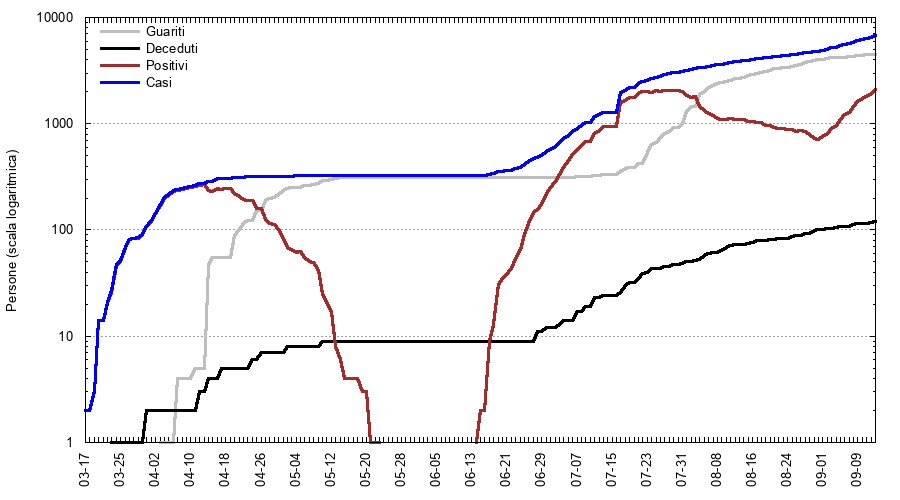 10000
1000
100
10
1
Persone (scala logaritmica)
Guariti
Deceduti
Positivi
Casi
03-17 03-25 04-02 04-10 04-18 04-26 05-04 05-12 05-20 05-28 06-05 06-13 06-21 06-29 07-07 07-15 07-23 07-31 08-08 08-16 08-24 09-01 09-09